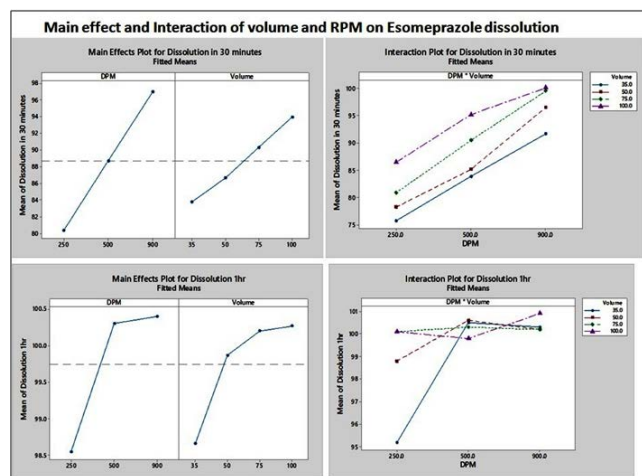 Main effect and Interaction of volume and RPM on Esomeprazole dissolution
Main Effects Plot for Dissolution in 30 minutes
Fitted Means
DPM
Volume
Mean of Dissolution in 30 minutes
98
96
94
92
90
88
86
84
82
80
250
500
900
35
50
75
100
Interaction Plot for Dissolution in 30 minutes
Fitted Means
DPM * Volume
Mean of Dissolution in 30 minutes
100
95
90
85
80
75
250.0
500.0
900.0
DPM
Volume
35.0
50.0
75.0
100.0
Main Effects Plot for Dissolution 1hr
Fitted Means
DPM
Volume
Mean of Dissolution 1hr
100.5
100.0
99.5
99.0
98.5
250
500
900
35
50
75
100
Interaction Plot for Dissolution 1hr
Fitted Means
DPM * Volume
Mean of Dissolution 1hr
101
100
99
98
97
96
95
250.0
500.0
900.0
DPM
Volume
35.0
50.0
75.0
100.0